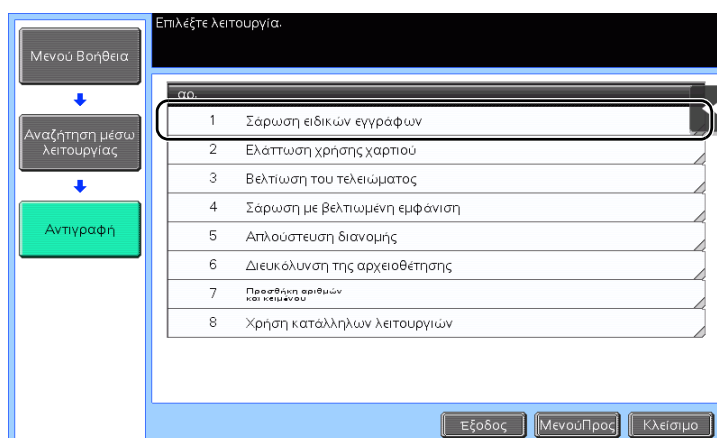 Επιλέξτε λειτουργία.
Μενού Βοήθεια
Αναζήτηση μέσω
λειτουργίας
Αντιγραφή
αρ.
1 Σάρωση ειδικών εγγράφων
2 Ελάττωση χρήσης χαρτιού
3 Βελτίωση του τελειώματος
4 Σάρωση με βελτιωμένη εμφάνιση
5 Απλούστευση διανομής
6 Διευκόλυνση της αρχειοθέτησης
7 Προσθήκη αριθμών
και κειμένου
8 Χρήση κατάλληλων λειτουργιών
Έξοδος ΜενούΠρος Κλείσιμο